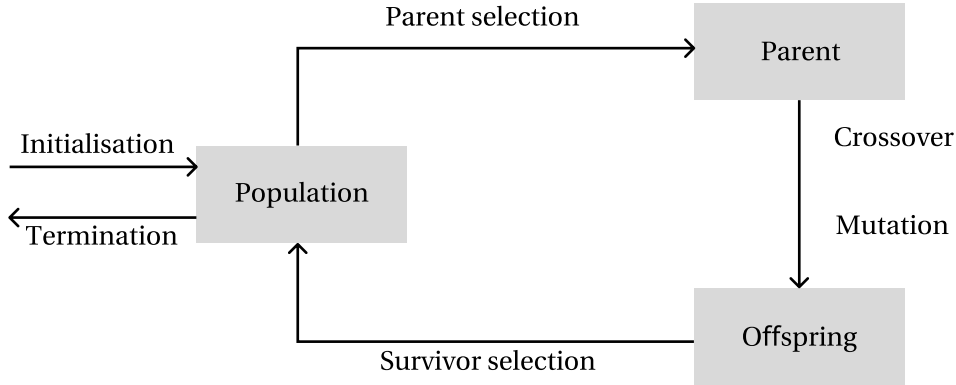 Parent selection
Parent
Initialisation
Crossover
Population
Termination
Mutation
Offspring
Survivor selection